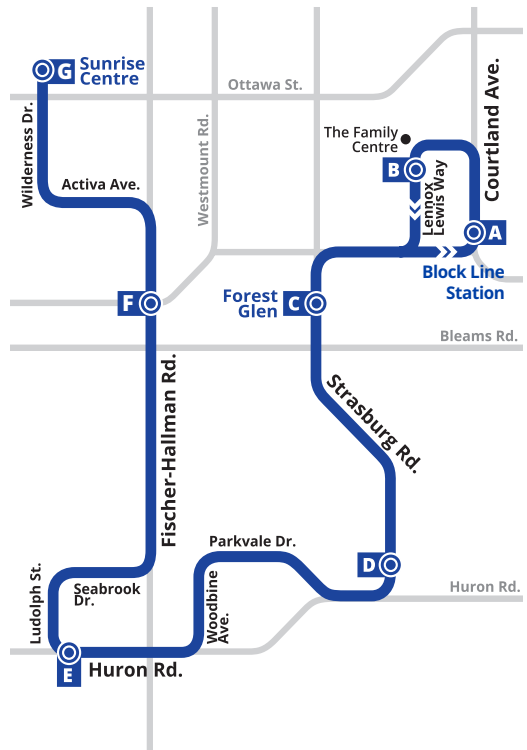 G
Sunrise
Centre
Ottawa St.
Wilderness Dr.
Activa Ave.
Westmount Rd.
The Family
Centre
B
Lennox
Lewis Way
Courtland Ave.
A
Block Line
Station
F
Forest
Glen
C
Bleams Rd.
Fischer-Hallman Rd.
Strasburg Rd.
Parkvale Dr.
D
Huron Rd.
Ludolph St.
Seabrook
Dr.
Woodbine
Ave.
E
Huron Rd.